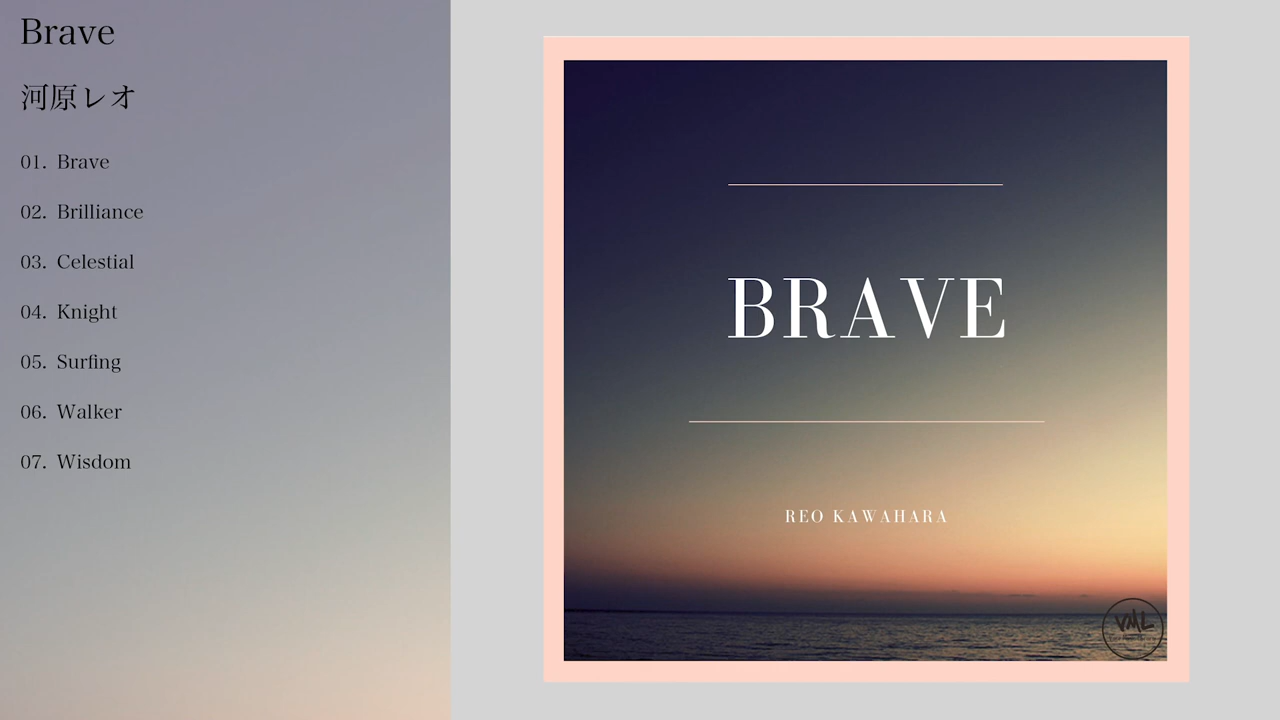 Brave
河原レオ
01. Brave
02. Brilliance
03. Celestial
04. Knight
05. Surfing
06. Walker
07. Wisdom
BRAVE
REO KAWAHARA
VML